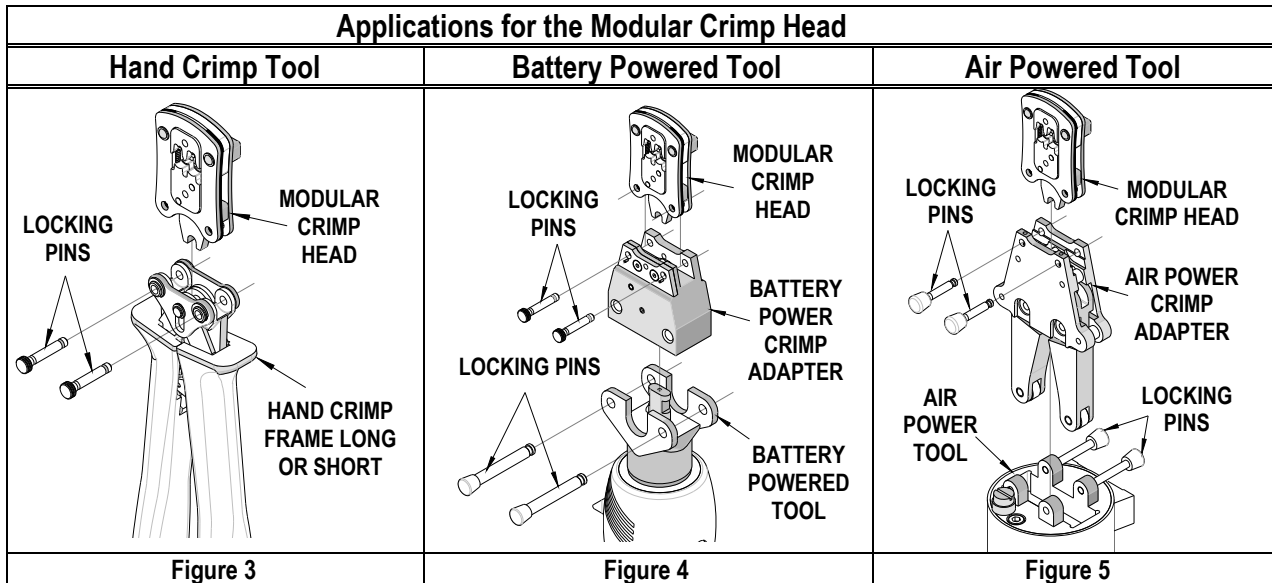 Applications for the Modular Crimp Head
Hand Crimp Tool
Battery Powered Tool
Air Powered Tool
MODULAR
CRIMP
HEAD
LOCKING
PINS
HAND CRIMP
FRAME LONG
OR SHORT
MODULAR
CRIMP
HEAD
LOCKING
PINS
BATTERY
POWER
CRIMP
ADAPTER
LOCKING PINS
BATTERY
POWERED
TOOL
LOCKING
PINS
MODULAR
CRIMP HEAD
AIR POWER
CRIMP
ADAPTER
AIR
POWER
TOOL
LOCKING
PINS
Figure 3
Figure 4
Figure 5